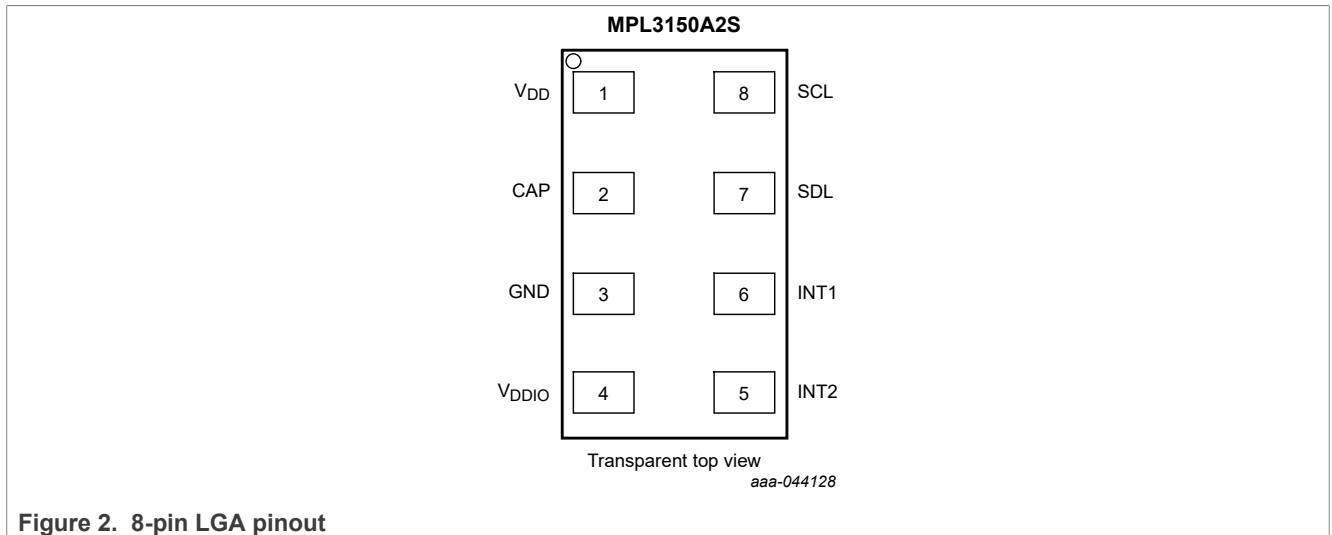 MPL3150A2S
VDD 1 8 SCL
CAP 2 7 SDL
GND 3 6 INT1
VDDIO 4 5 INT2
Transparent top view
aaa-044128
Figure 2. 8-pin LGA pinout